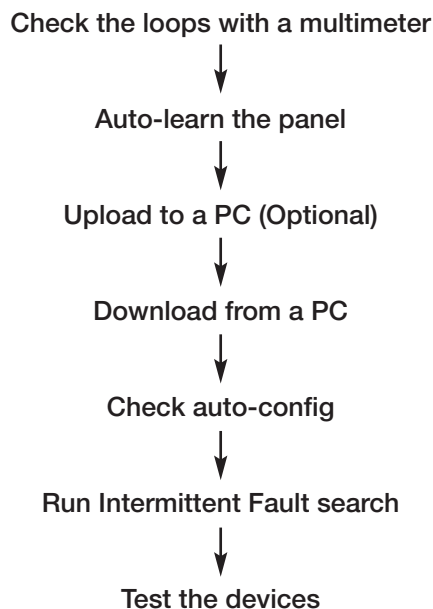 Check the loops with a multimeter
Auto-learn the panel
Upload to a PC (Optional)
Download from a PC
Check auto-config
Run Intermittent Fault search
Test the devices